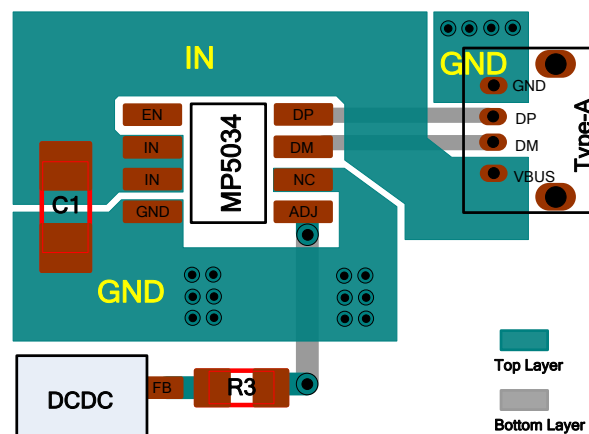 IN
GND
GND
EN
DP
DP
IN
DM
DM
MP5034
Type-A
IN
NC
VBUS
C1
GND
ADJ
GND
Top Layer
DCDC
FB
R3
Bottom Layer